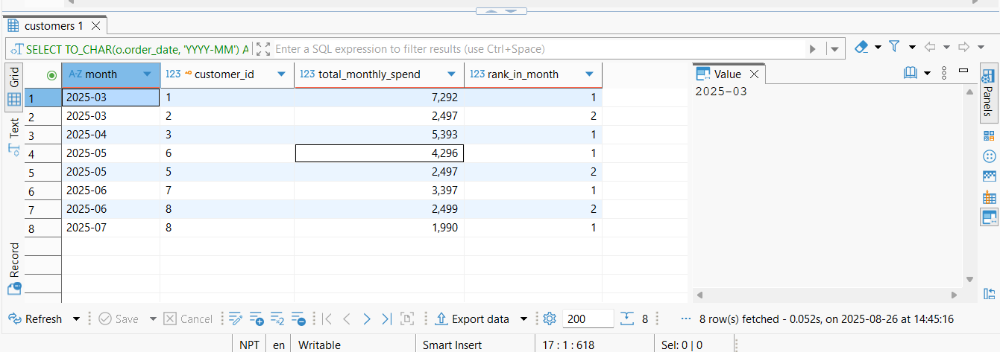 customers 1
SELECT TO_CHAR(o.order_date, 'YYYY-MM') A Enter a SQL expression to filter results (use Ctrl+Space)
Grid
Text
Record
A-Z month 123 customer_id 123 total_monthly_spend 123 rank_in_month
1 2025-03 1 7,292 1
2 2025-03 2 2,497 2
3 2025-04 3 5,393 1
4 2025-05 6 4,296 1
5 2025-05 5 2,497 2
6 2025-06 7 3,397 1
7 2025-06 8 2,499 2
8 2025-07 8 1,990 1
Value
2025-03
Panels
Refresh Save Cancel Export data 200 8 ... 8 row(s) fetched - 0.052s, on 2025-08-26 at 14:45:16
NPT en Writable Smart Insert 17 : 1 : 618 Sel: 0 | 0